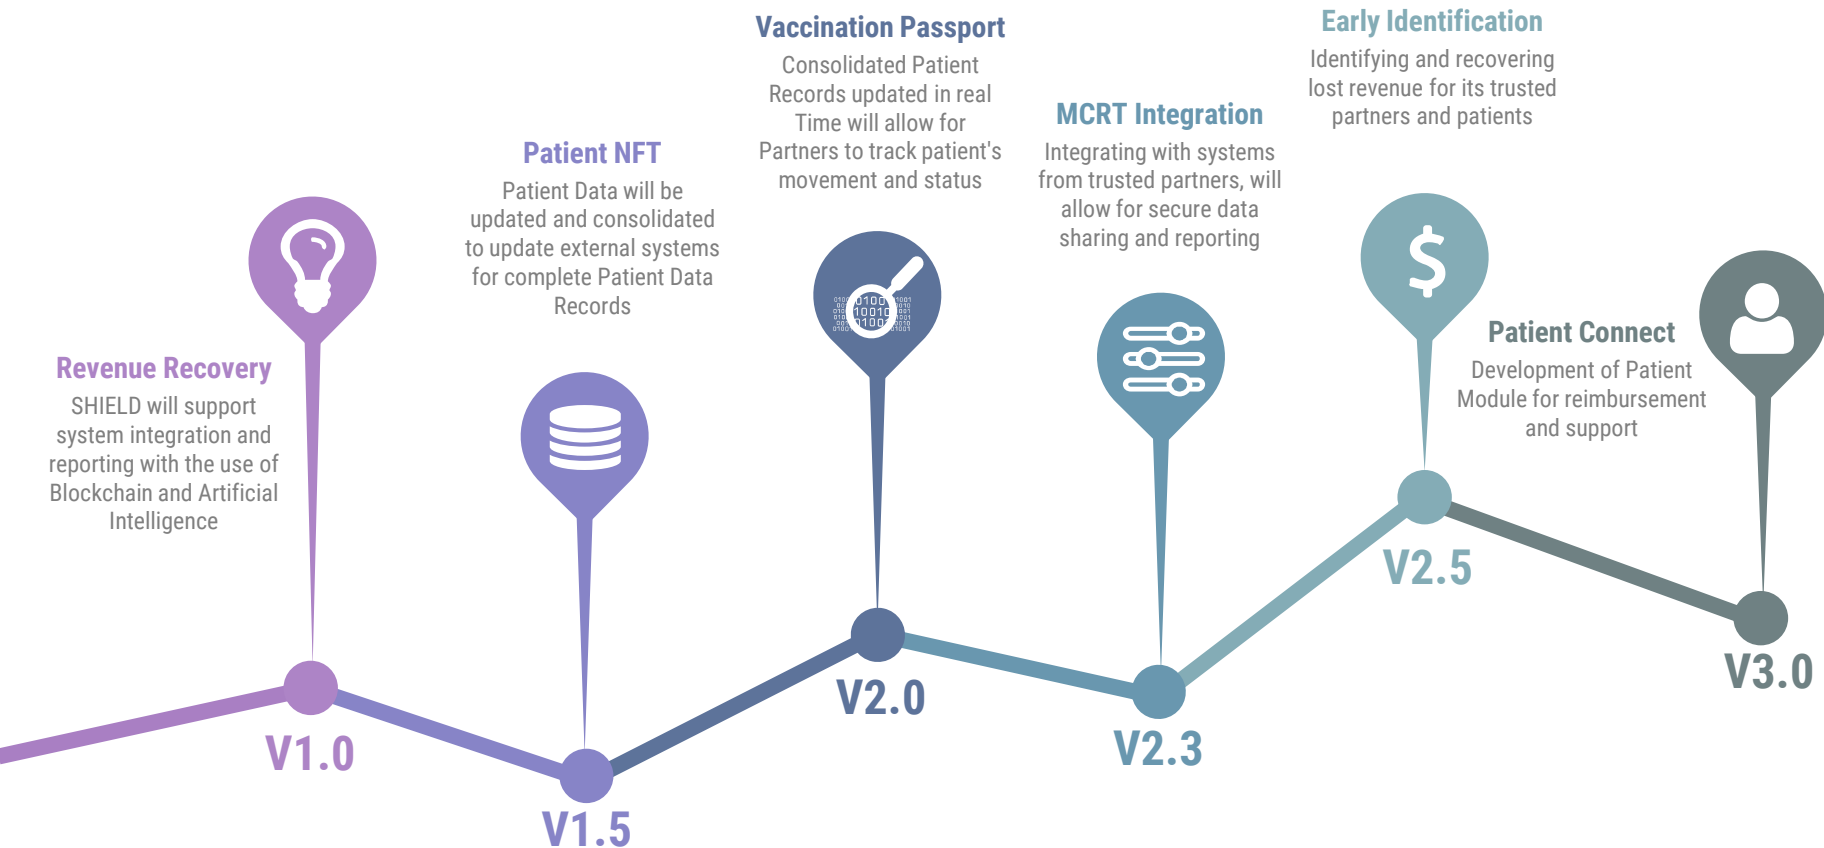 Revenue Recovery
SHIELD will support
system integration and
reporting with the use of
Blockchain and Artificial
Intelligence
V1.0
Patient NFT
Patient Data will be
updated and consolidated
to update external systems
for complete Patient Data
Records
V1.5
Vaccination Passport
Consolidated Patient
Records updated in real
Time will allow for
Partners to track patient's
movement and status
V2.0
MCRT Integration
Integrating with systems
from trusted partners, will
allow for secure data
sharing and reporting
V2.3
Early Identification
Identifying and recovering
lost revenue for its trusted
partners and patients
$
V2.5
Patient Connect
Development of Patient
Module for reimbursement
and support
V3.0